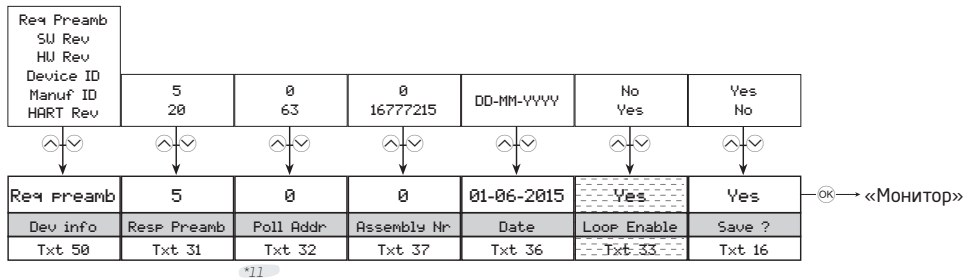 Req Preamb
SW Rev
HW Rev
Device ID
Manuf ID
HART Rev
5
20
0
63
0
16777215
DD-MM-YYYY
No
Yes
Yes
No
Req preamb 5 0 0 01-06-2015 Yes Yes OK «Монитор»
Dev info Resp Preamb Poll Addr Assembly Nr Date Loop Enable Save ?
Txt 50 Txt 31 Txt 32 Txt 37 Txt 36 Txt 33 Txt 16
*11